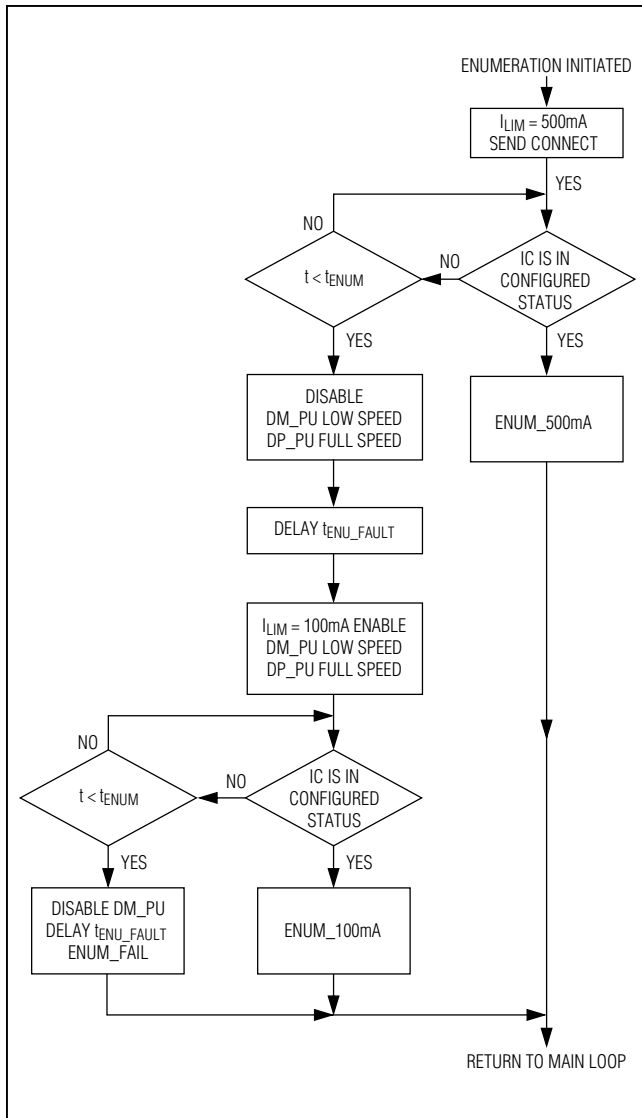 ENUMERATION INITIATED
I_LIM = 500mA
SEND CONNECT
YES
NO
NO
t < t_ENUM
IC IS IN
CONFIGURED
STATUS
YES
YES
DISABLE
DM_PU LOW SPEED
DP_PU FULL SPEED
ENUM_500mA
DELAY t_ENU_FAULT
I_LIM = 100mA ENABLE
DM_PU LOW SPEED
DP_PU FULL SPEED
NO
NO
t < t_ENUM
IC IS IN
CONFIGURED
STATUS
YES
YES
DISABLE DM_PU
DELAY t_ENU_FAULT
ENUM_FAIL
ENUM_100mA
RETURN TO MAIN LOOP